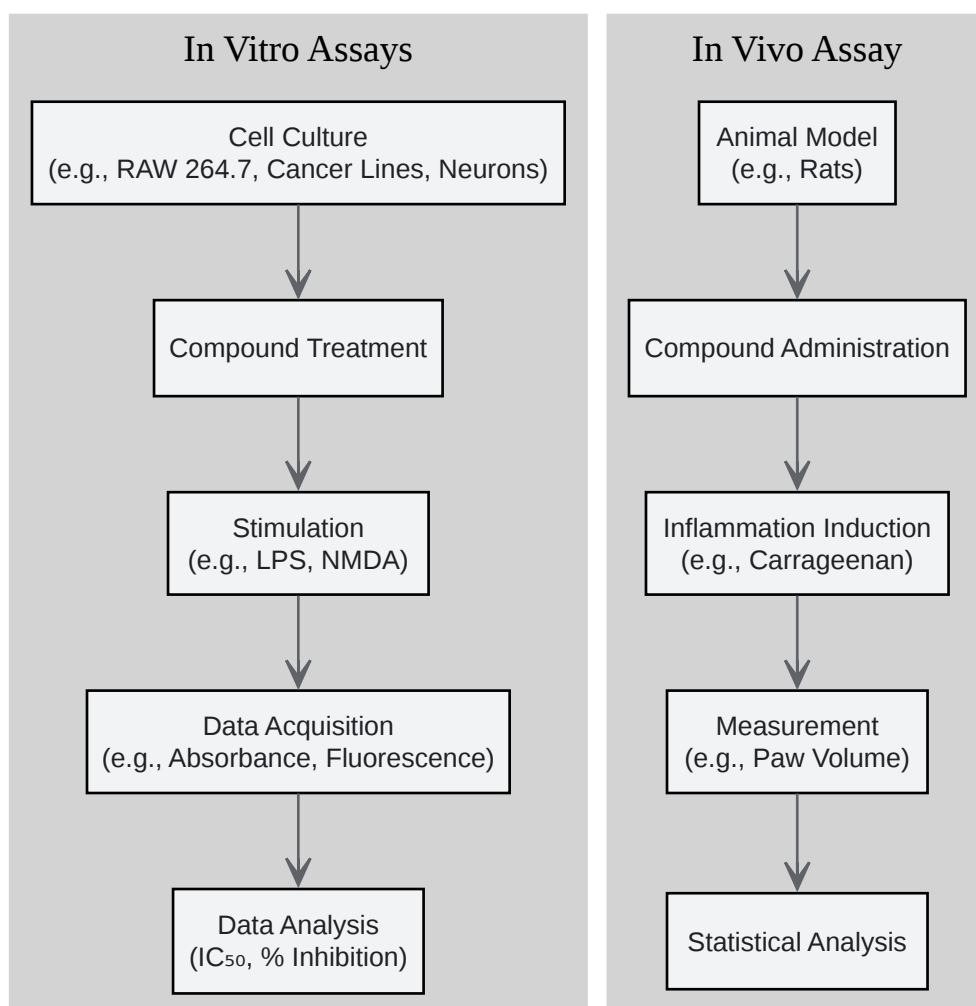 In Vitro Assays
Cell Culture
(e.g., RAW 264.7, Cancer Lines, Neurons)
Compound Treatment
Stimulation
(e.g., LPS, NMDA)
Data Acquisition
(e.g., Absorbance, Fluorescence)
Data Analysis
(IC₅₀, % Inhibition)
In Vivo Assay
Animal Model
(e.g., Rats)
Compound Administration
Inflammation Induction
(e.g., Carrageenan)
Measurement
(e.g., Paw Volume)
Statistical Analysis